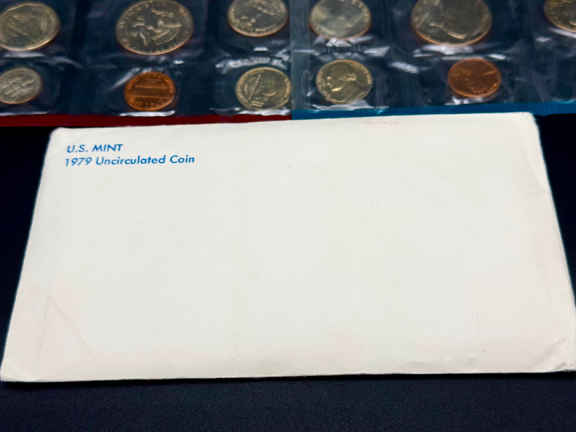 U.S. MINT
1979 Uncirculated Coin